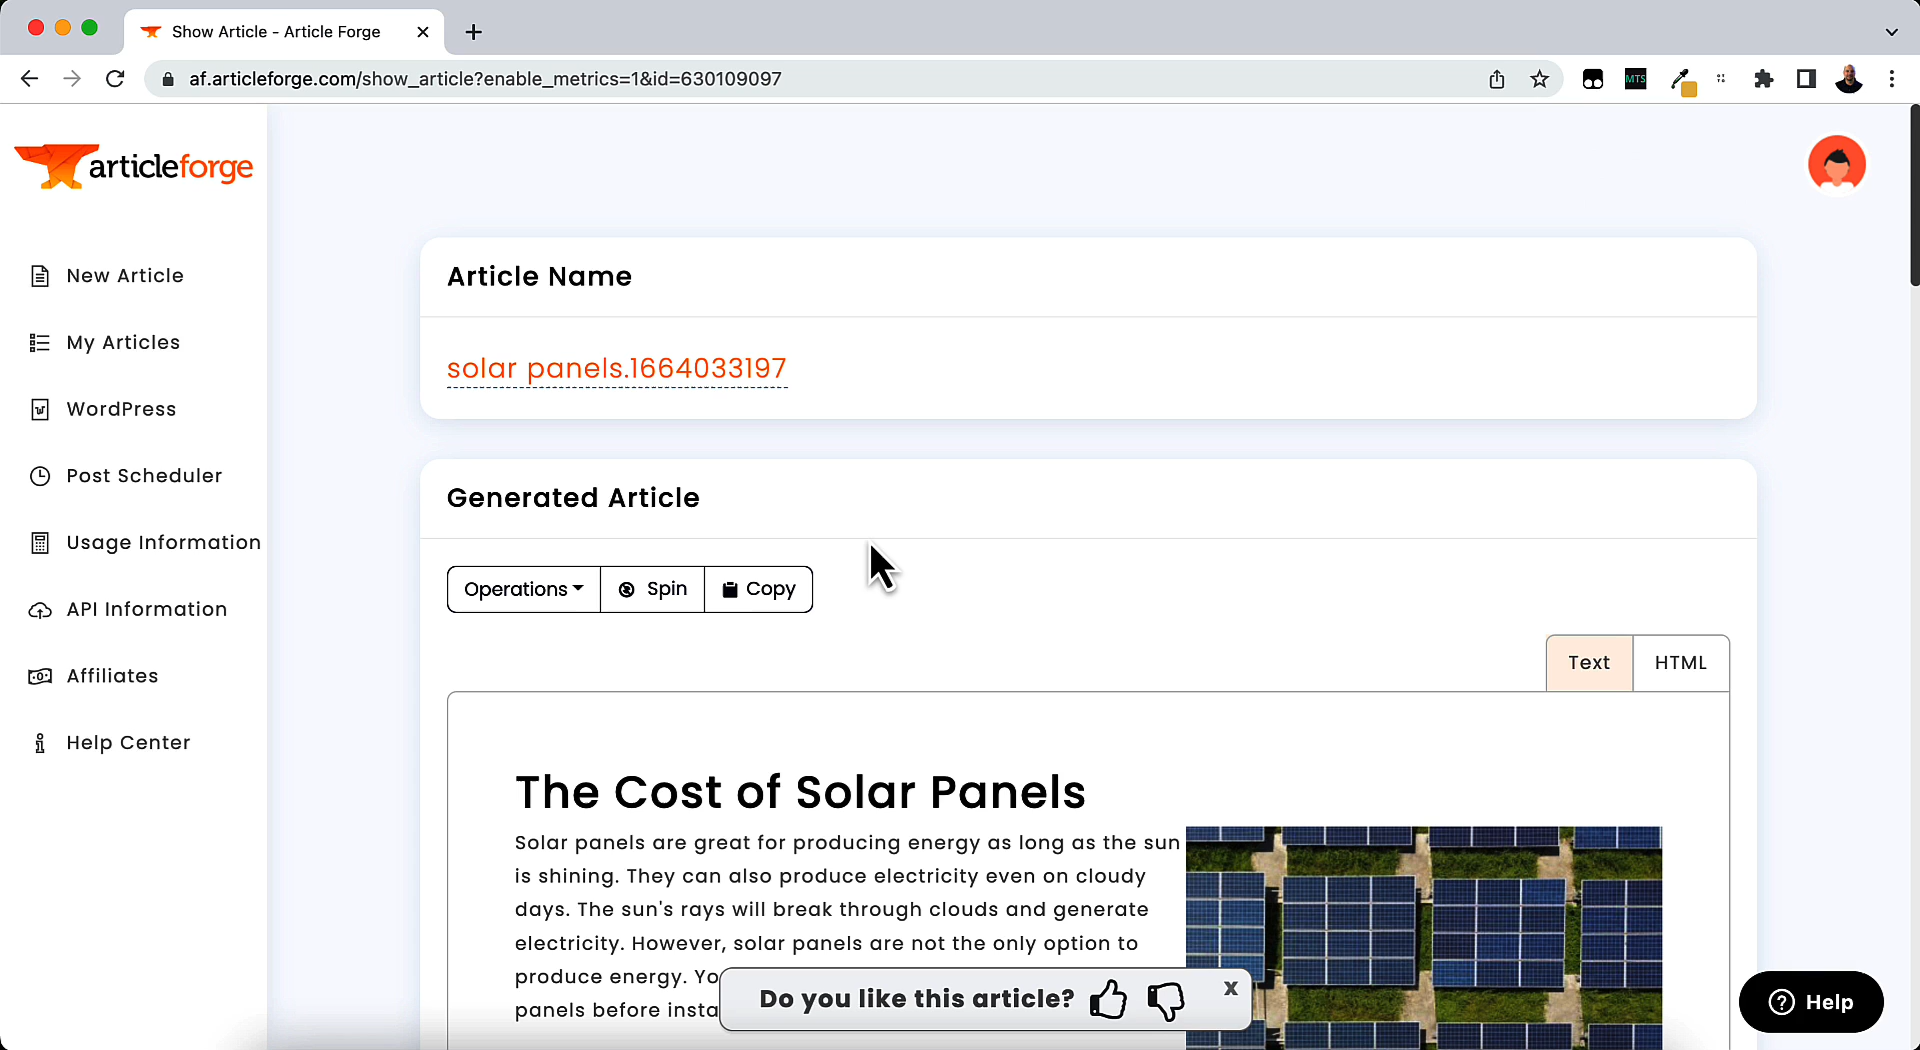 Show Article - Article Forge
af.articleforge.com/show_article?enable_metrics=1&id=630109097
MTS
articleforge
New Article
My Articles
WordPress
Post Scheduler
Usage Information
API Information
Affiliates
Help Center
Article Name
solar panels.1664033197
Generated Article
Operations
Spin
Copy
Text
HTML
The Cost of Solar Panels
Solar panels are great for producing energy as long as the sun
is shining. They can also produce electricity even on cloudy
days. The sun's rays will break through clouds and generate
electricity. However, solar panels are not the only option to
produce energy. Yo
panels before insta
Do you like this article?
x
Help